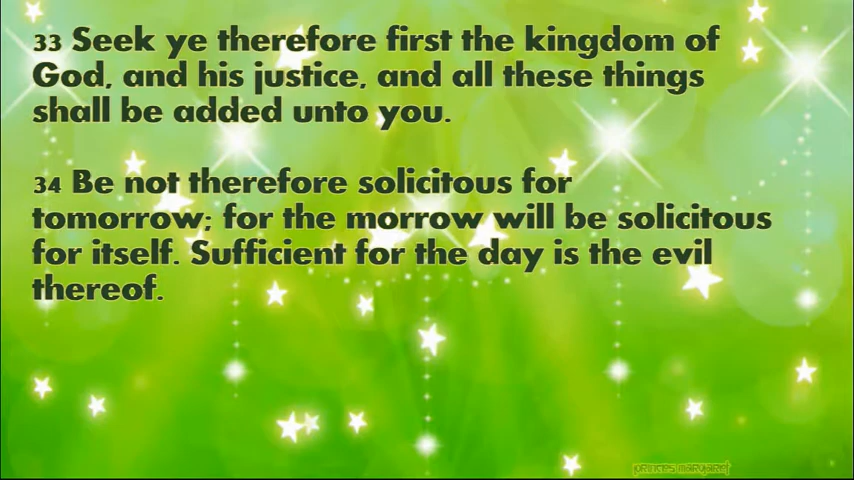 33 Seek ye therefore first the kingdom of
God, and his justice, and all these things
shall be added unto you.
34 Be not therefore solicitous for
tomorrow; for the morrow will be solicitous
for itself. Sufficient for the day is the evil
thereof.
princes margaret